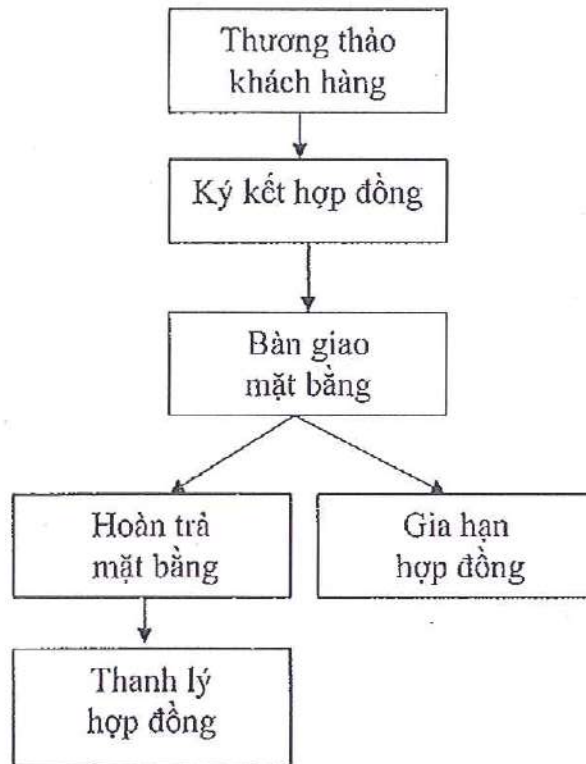 Thương thảo
khách hàng
Ký kết hợp đồng
Bàn giao
mặt bằng
Hoàn trả
mặt bằng
Gia hạn
hợp đồng
Thanh lý
hợp đồng